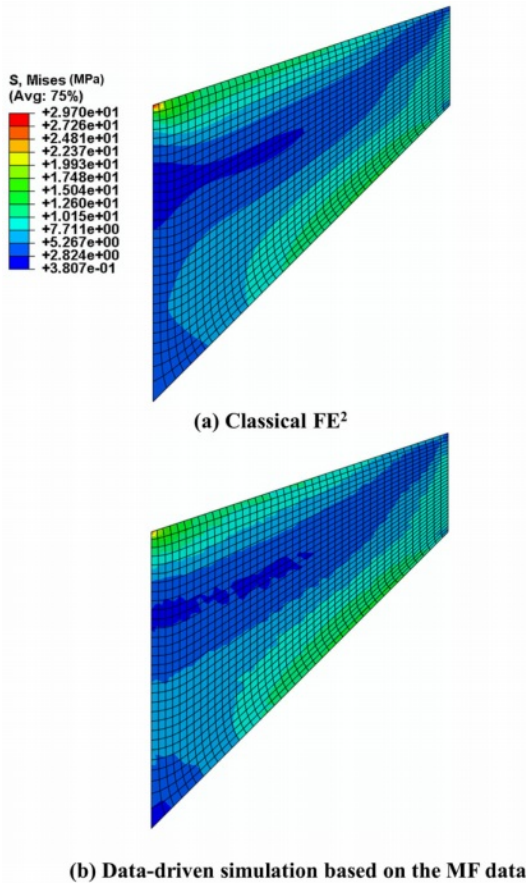 S, Mises (MPa)
(Avg: 75%)
+2.970e+01
+2.726e+01
+2.481e+01
+2.237e+01
+1.993e+01
+1.748e+01
+1.504e+01
+1.260e+01
+1.015e+01
+7.711e+00
+5.267e+00
+2.824e+00
+3.807e-01
(a) Classical FE²
(b) Data-driven simulation based on the MF data